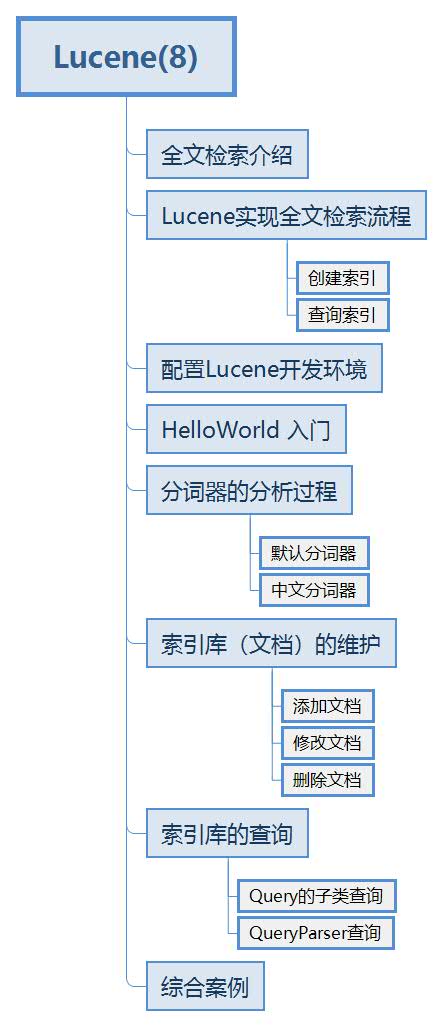 Lucene(8)
全文检索介绍
Lucene实现全文检索流程
创建索引
查询索引
配置Lucene开发环境
HelloWorld 入门
分词器的分析过程
默认分词器
中文分词器
索引库（文档）的维护
添加文档
修改文档
删除文档
索引库的查询
Query的子类查询
QueryParser查询
综合案例